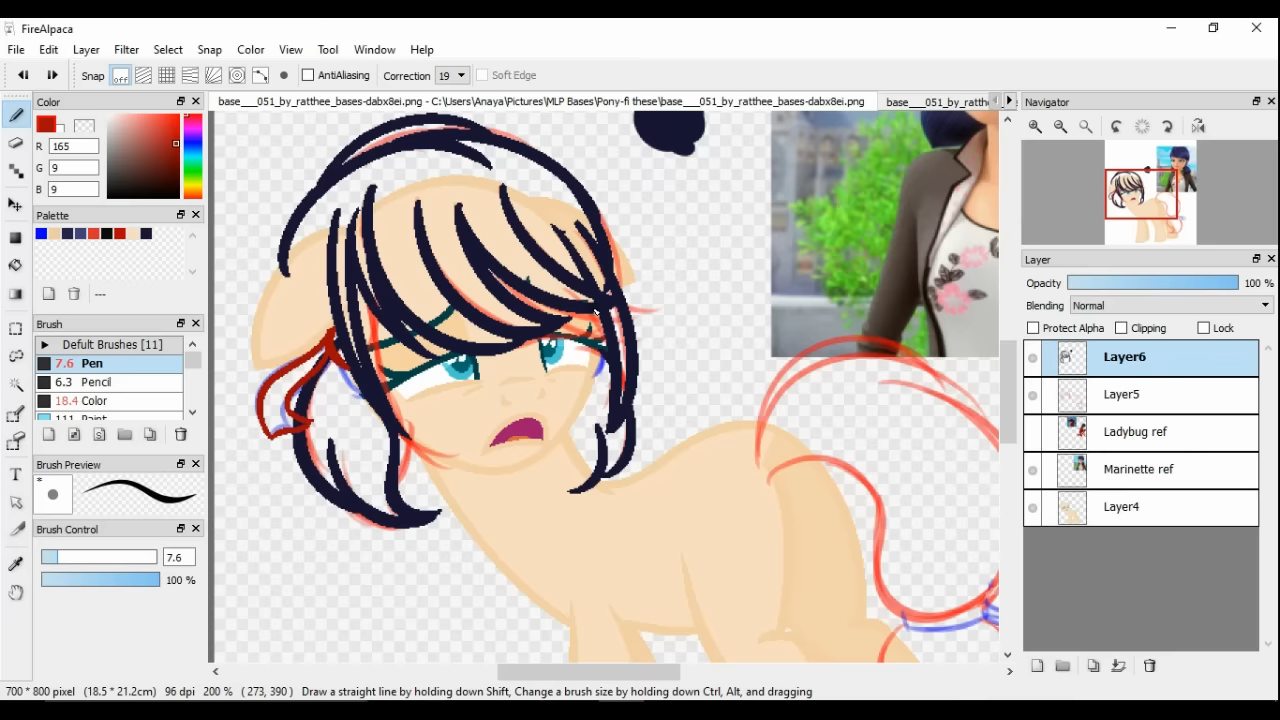 FireAlpaca
File Edit Layer Filter Select Snap Color View Tool Window Help
Snap off AntiAliasing Correction 19 Soft Edge
Color
R 165
G 9
B 9
Palette
---
Brush
Defult Brushes [11]
7.6 Pen
6.3 Pencil
18.4 Color
Brush Preview
*
Brush Control
7.6
100 %
base___051_by_ratthee_bases-dabx8ei.png - C:\Users\Anaya\Pictures\MLP Bases\Pony-fi these\base___051_by_ratthee_bases-dabx8ei.png
Navigator
Layer
Opacity 100 %
Blending Normal
Protect Alpha Clipping Lock
Layer6
Layer5
Ladybug ref
Marinette ref
Layer4
700 * 800 pixel (18.5 * 21.2cm) 96 dpi 200 % ( 273, 390 ) Draw a straight line by holding down Shift, Change a brush size by holding down Ctrl, Alt, and dragging